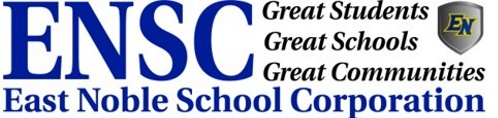 ENSC
Great Students
Great Schools
Great Communities
EN
East Noble School Corporation